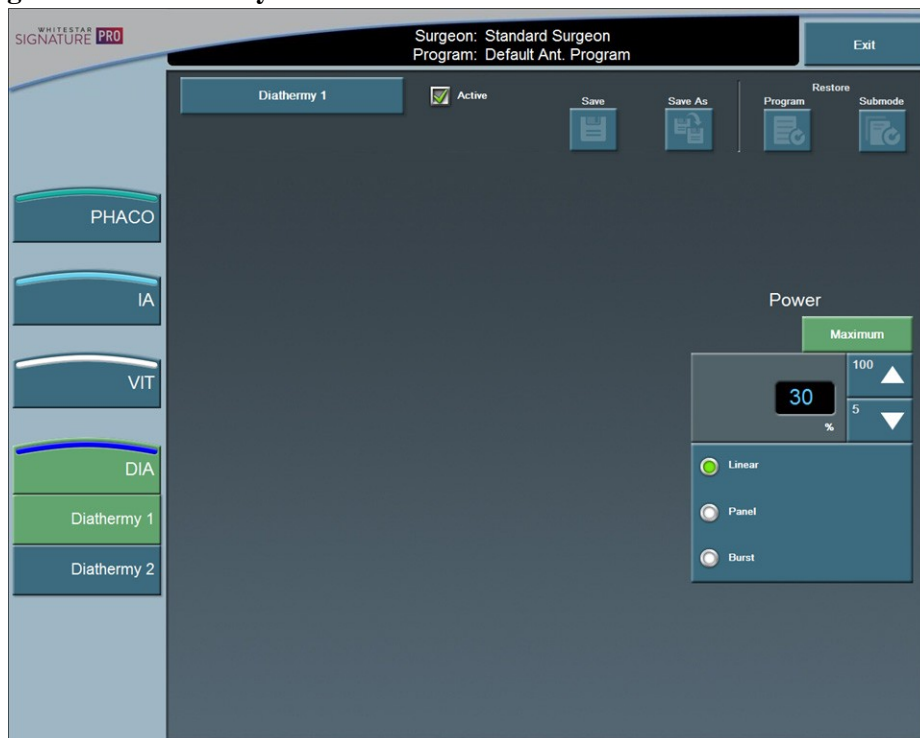 WHITESTAR
SIGNATURE PRO
Surgeon: Standard Surgeon
Program: Default Ant. Program
Exit
Diathermy 1
Active
Save
Save As
Restore
Program
Submode
PHACO
IA
VIT
DIA
Diathermy 1
Diathermy 2
Power
Maximum
100
30
%
5
Linear
Panel
Burst